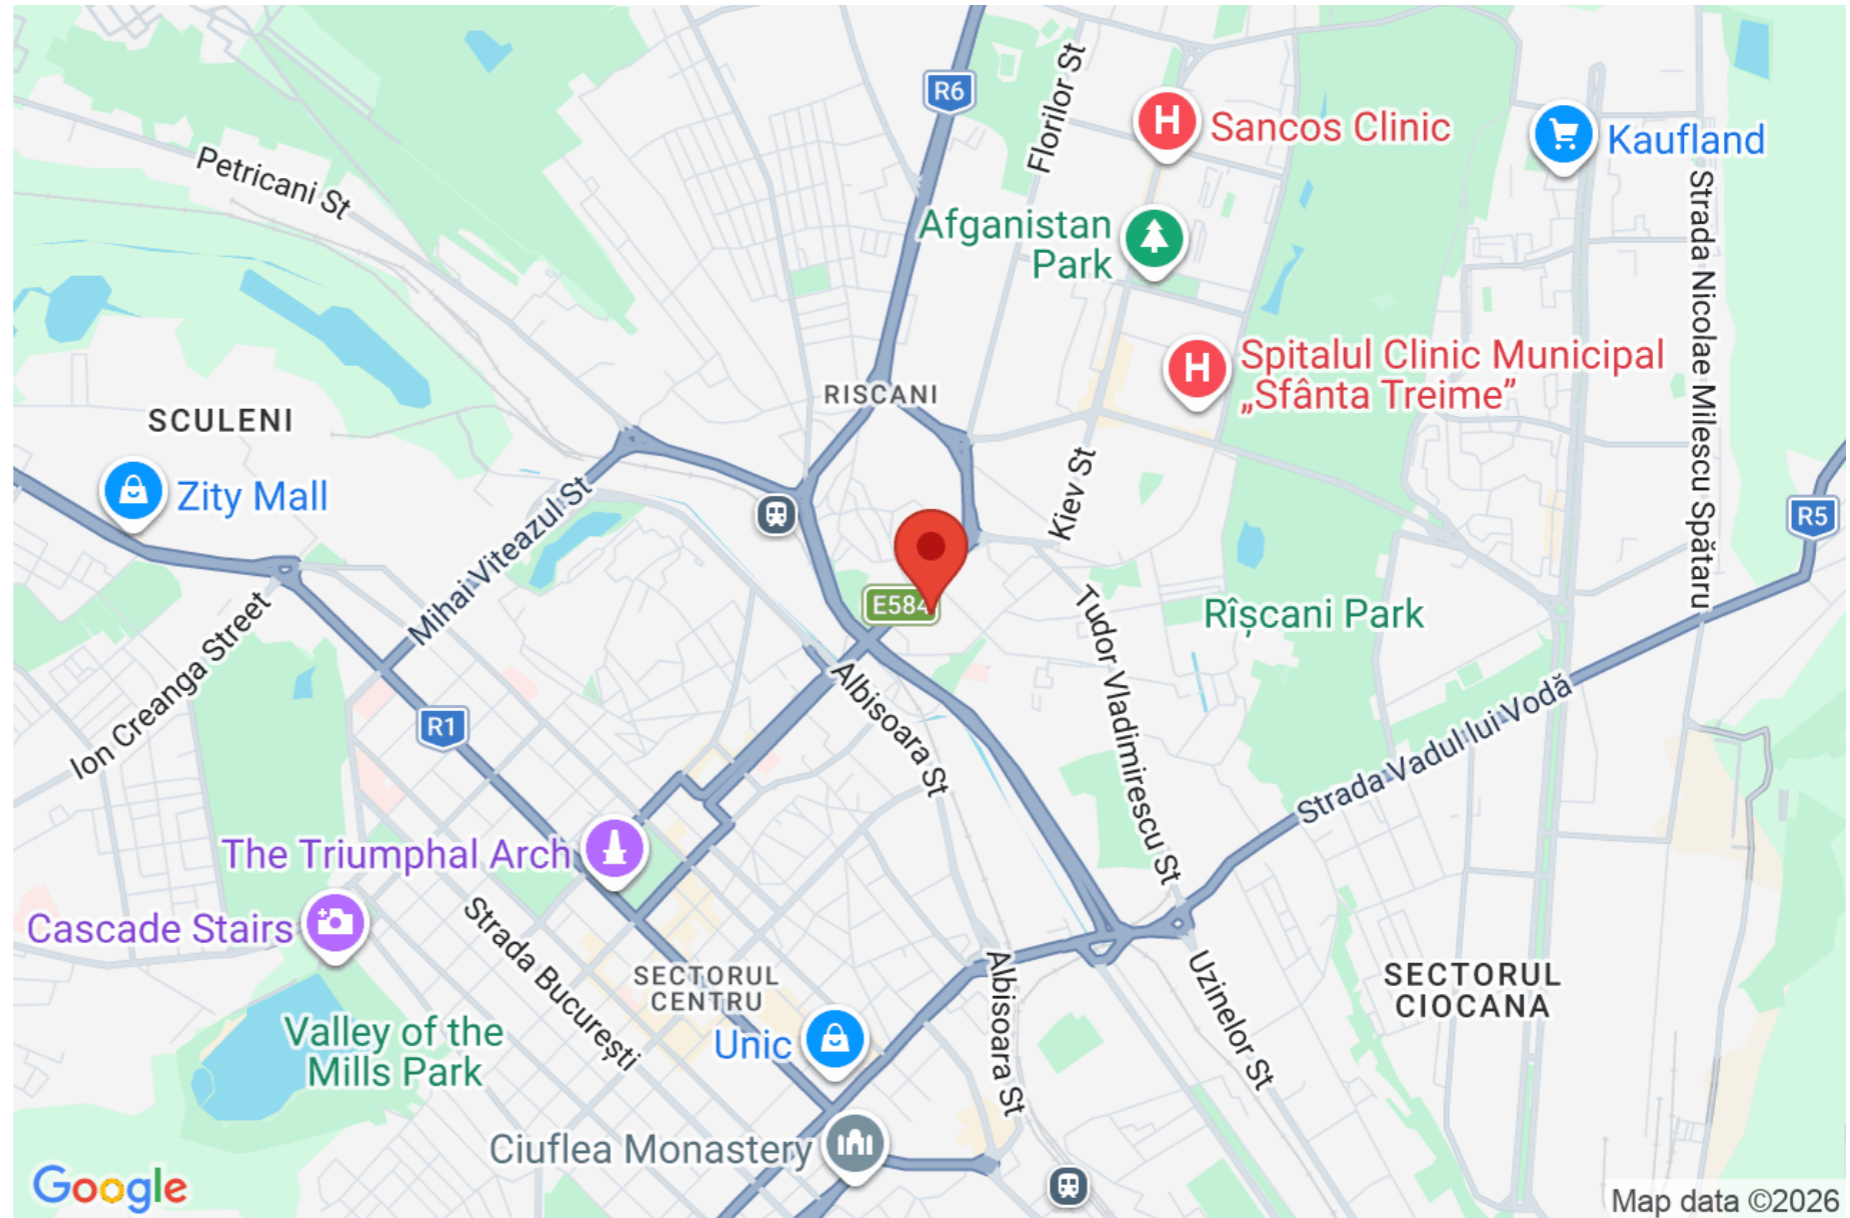 R6
Florilor St
Sancos Clinic
Kaufland
Petricani St
Afganistan
Park
Strada Nicolae Milescu Spătaru
Spitalul Clinic Municipal
„Sfânta Treime”
RISCANI
SCULENI
Zity Mall
Mihai Viteazul St
Kiev St
R5
E584
Ion Creanga Street
Tudor Vladimirescu St
Rîșcani Park
Albisoara St
R1
Strada Vadul lui Vodă
The Triumphal Arch
Cascade Stairs
Strada București
SECTORUL
CENTRU
Albisoara St
Uzinelor St
SECTORUL
CIOCANA
Valley of the
Mills Park
Unic
Ciuflea Monastery
Google
Map data ©2026